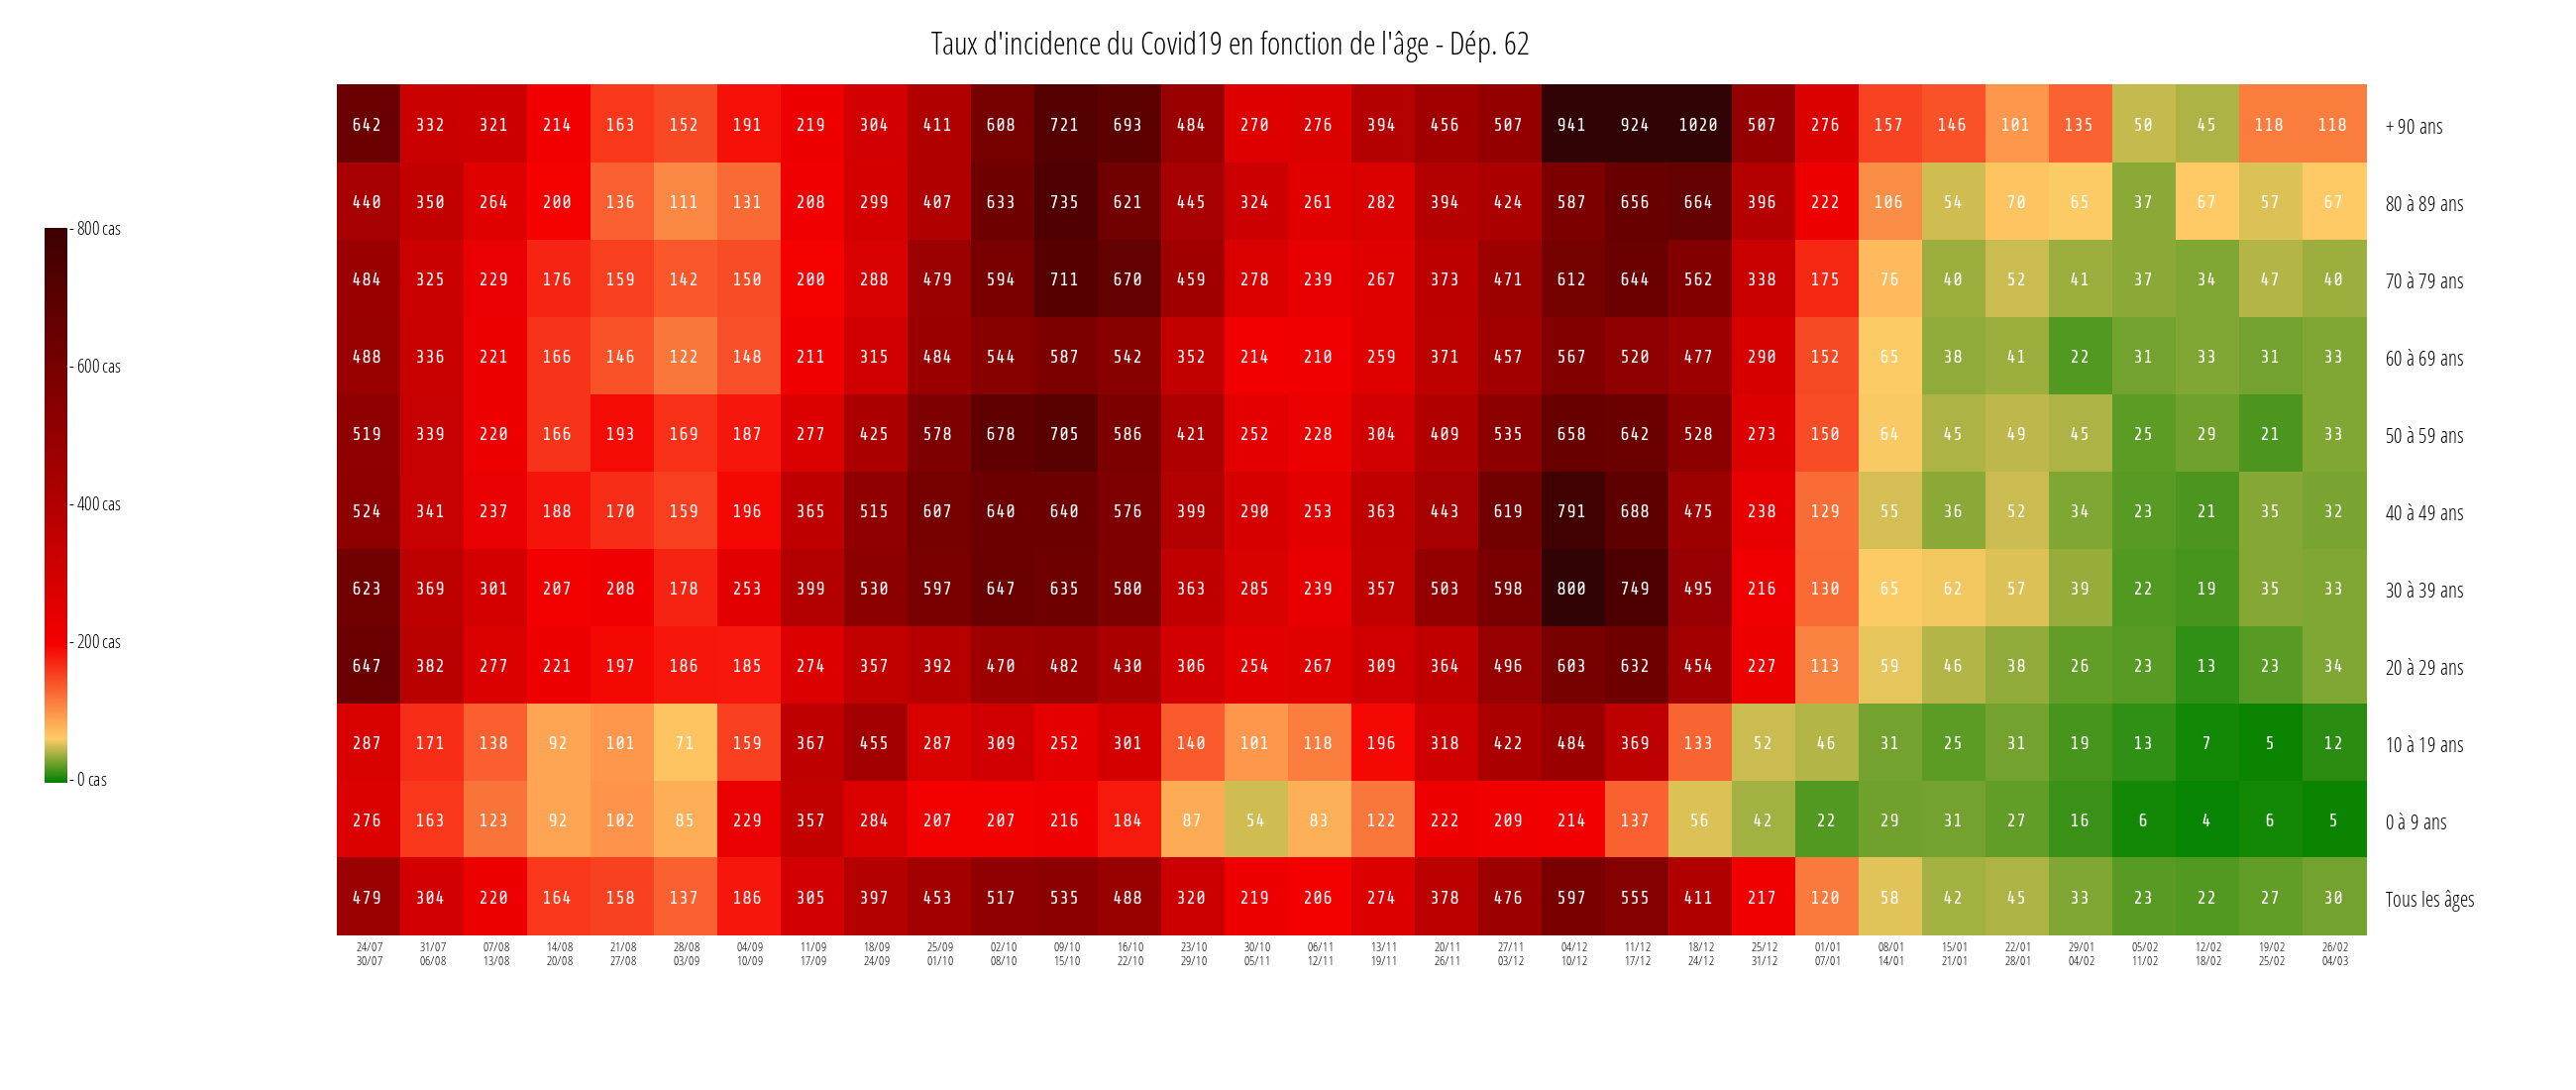 Taux d'incidence du Covid19 en fonction de l'âge - Dép. 62
642 332 321 214 163 152 191 219 304 411 608 721 693 484 270 276 394 456 507 941 924 1020 507 276 157 146 101 135 50 45 118 118 + 90 ans
440 350 264 200 136 111 131 208 299 407 633 735 621 445 324 261 282 394 424 587 656 664 396 222 106 54 70 65 37 67 57 67 80 à 89 ans
- 800 cas
484 325 229 176 159 142 150 200 288 479 594 711 670 459 278 239 267 373 471 612 644 562 338 175 76 40 52 41 37 34 47 40 70 à 79 ans
488 336 221 166 146 122 148 211 315 484 544 587 542 352 214 210 259 371 457 567 520 477 290 152 65 38 41 22 31 33 31 33 60 à 69 ans
- 600 cas
519 339 220 166 193 169 187 277 425 578 678 705 586 421 252 228 304 409 535 658 642 528 273 150 64 45 49 45 25 29 21 33 50 à 59 ans
- 400 cas
524 341 237 188 170 159 196 365 515 607 640 640 576 399 290 253 363 443 619 791 688 475 238 129 55 36 52 34 23 21 35 32 40 à 49 ans
623 369 301 207 208 178 253 399 530 597 647 635 580 363 285 239 357 503 598 800 749 495 216 130 65 62 57 39 22 19 35 33 30 à 39 ans
- 200 cas
647 382 277 221 197 186 185 274 357 392 470 482 430 306 254 267 309 364 496 603 632 454 227 113 59 46 38 26 23 13 23 34 20 à 29 ans
287 171 138 92 101 71 159 367 455 287 309 252 301 140 101 118 196 318 422 484 369 133 52 46 31 25 31 19 13 7 5 12 10 à 19 ans
- 0 cas
276 163 123 92 102 85 229 357 284 207 207 216 184 87 54 83 122 222 209 214 137 56 42 22 29 31 27 16 6 4 6 5 0 à 9 ans
479 304 220 164 158 137 186 305 397 453 517 535 488 320 219 206 274 378 476 597 555 411 217 120 58 42 45 33 23 22 27 30 Tous les âges
24/07 31/07 07/08 14/08 21/08 28/08 04/09 11/09 18/09 25/09 02/10 09/10 16/10 23/10 30/10 06/11 13/11 20/11 27/11 04/12 11/12 18/12 25/12 01/01 08/01 15/01 22/01 29/01 05/02 12/02 19/02 26/02
30/07 06/08 13/08 20/08 27/08 03/09 10/09 17/09 24/09 01/10 08/10 15/10 22/10 29/10 05/11 12/11 19/11 26/11 03/12 10/12 17/12 24/12 31/12 07/01 14/01 21/01 28/01 04/02 11/02 18/02 25/02 04/03